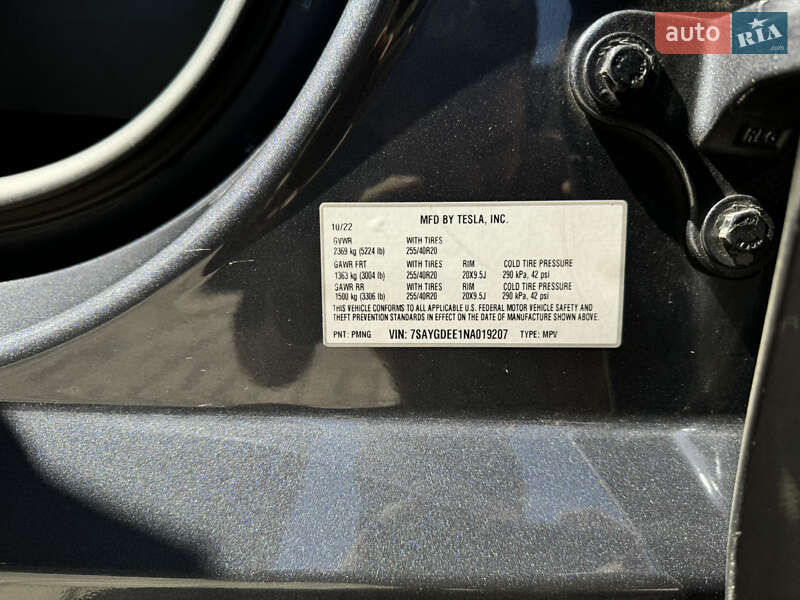 auto RIA.com
10/22 MFD BY TESLA, INC.
GVWR WITH TIRES
2369 kg (5224 lb) 255/40R20
GAWR FRT WITH TIRES RIM COLD TIRE PRESSURE
1363 kg (3004 lb) 255/40R20 20X9.5J 290 kPa, 42 psi
GAWR RR WITH TIRES RIM COLD TIRE PRESSURE
1500 kg (3306 lb) 255/40R20 20X9.5J 290 kPa, 42 psi
THIS VEHICLE CONFORMS TO ALL APPLICABLE U.S. FEDERAL MOTOR VEHICLE SAFETY AND
THEFT PREVENTION STANDARDS IN EFFECT ON THE DATE OF MANUFACTURE SHOWN ABOVE.
PNT: PMNG VIN: 7SAYGDEE1NA019207 TYPE: MPV